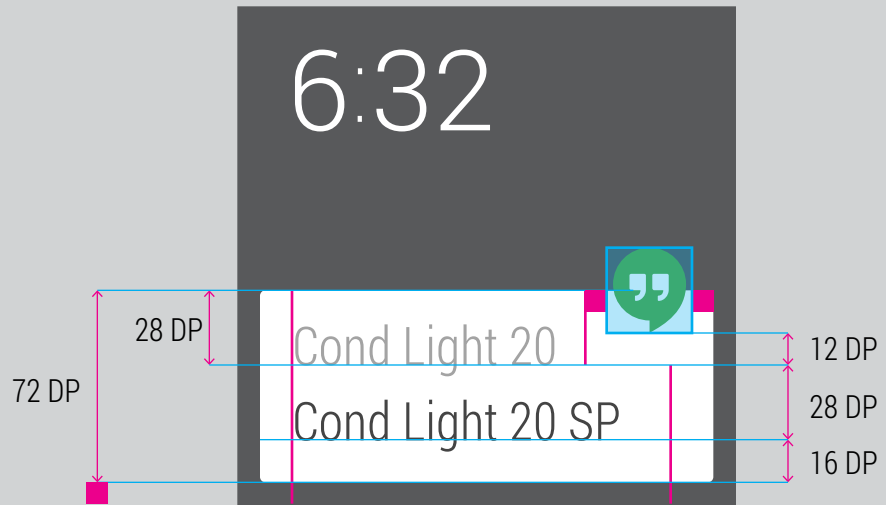 6:32
28 DP
Cond Light 20
12 DP
72 DP
Cond Light 20 SP
28 DP
16 DP